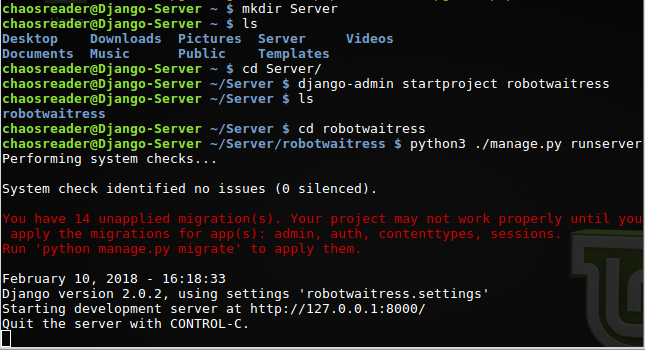 chaosreader@Django-Server ~ $ mkdir Server
chaosreader@Django-Server ~ $ ls
Desktop    Downloads  Pictures  Server     Videos
Documents  Music      Public    Templates
chaosreader@Django-Server ~ $ cd Server/
chaosreader@Django-Server ~/Server $ django-admin startproject robotwaitress
chaosreader@Django-Server ~/Server $ ls
robotwaitress
chaosreader@Django-Server ~/Server $ cd robotwaitress
chaosreader@Django-Server ~/Server/robotwaitress $ python3 ./manage.py runserver
Performing system checks...
System check identified no issues (0 silenced).
You have 14 unapplied migration(s). Your project may not work properly until you
apply the migrations for app(s): admin, auth, contenttypes, sessions.
Run 'python manage.py migrate' to apply them.
February 10, 2018 - 16:18:33
Django version 2.0.2, using settings 'robotwaitress.settings'
Starting development server at http://127.0.0.1:8000/
Quit the server with CONTROL-C.